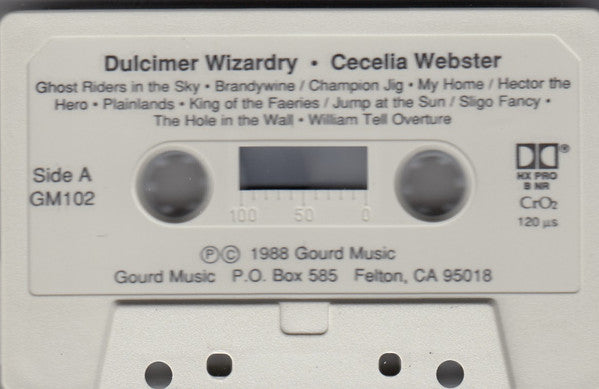 Dulcimer Wizardry • Cecelia Webster
Ghost Riders in the Sky • Brandywine / Champion Jig • My Home / Hector the
Hero • Plainlands • King of the Faeries / Jump at the Sun / Sligo Fancy •
The Hole in the Wall • William Tell Overture
Side A
GM102
100 50 0
®
HX PRO
B NR
CrO₂
120 µs
ⓅⒸ 1988 Gourd Music
Gourd Music P.O. Box 585 Felton, CA 95018